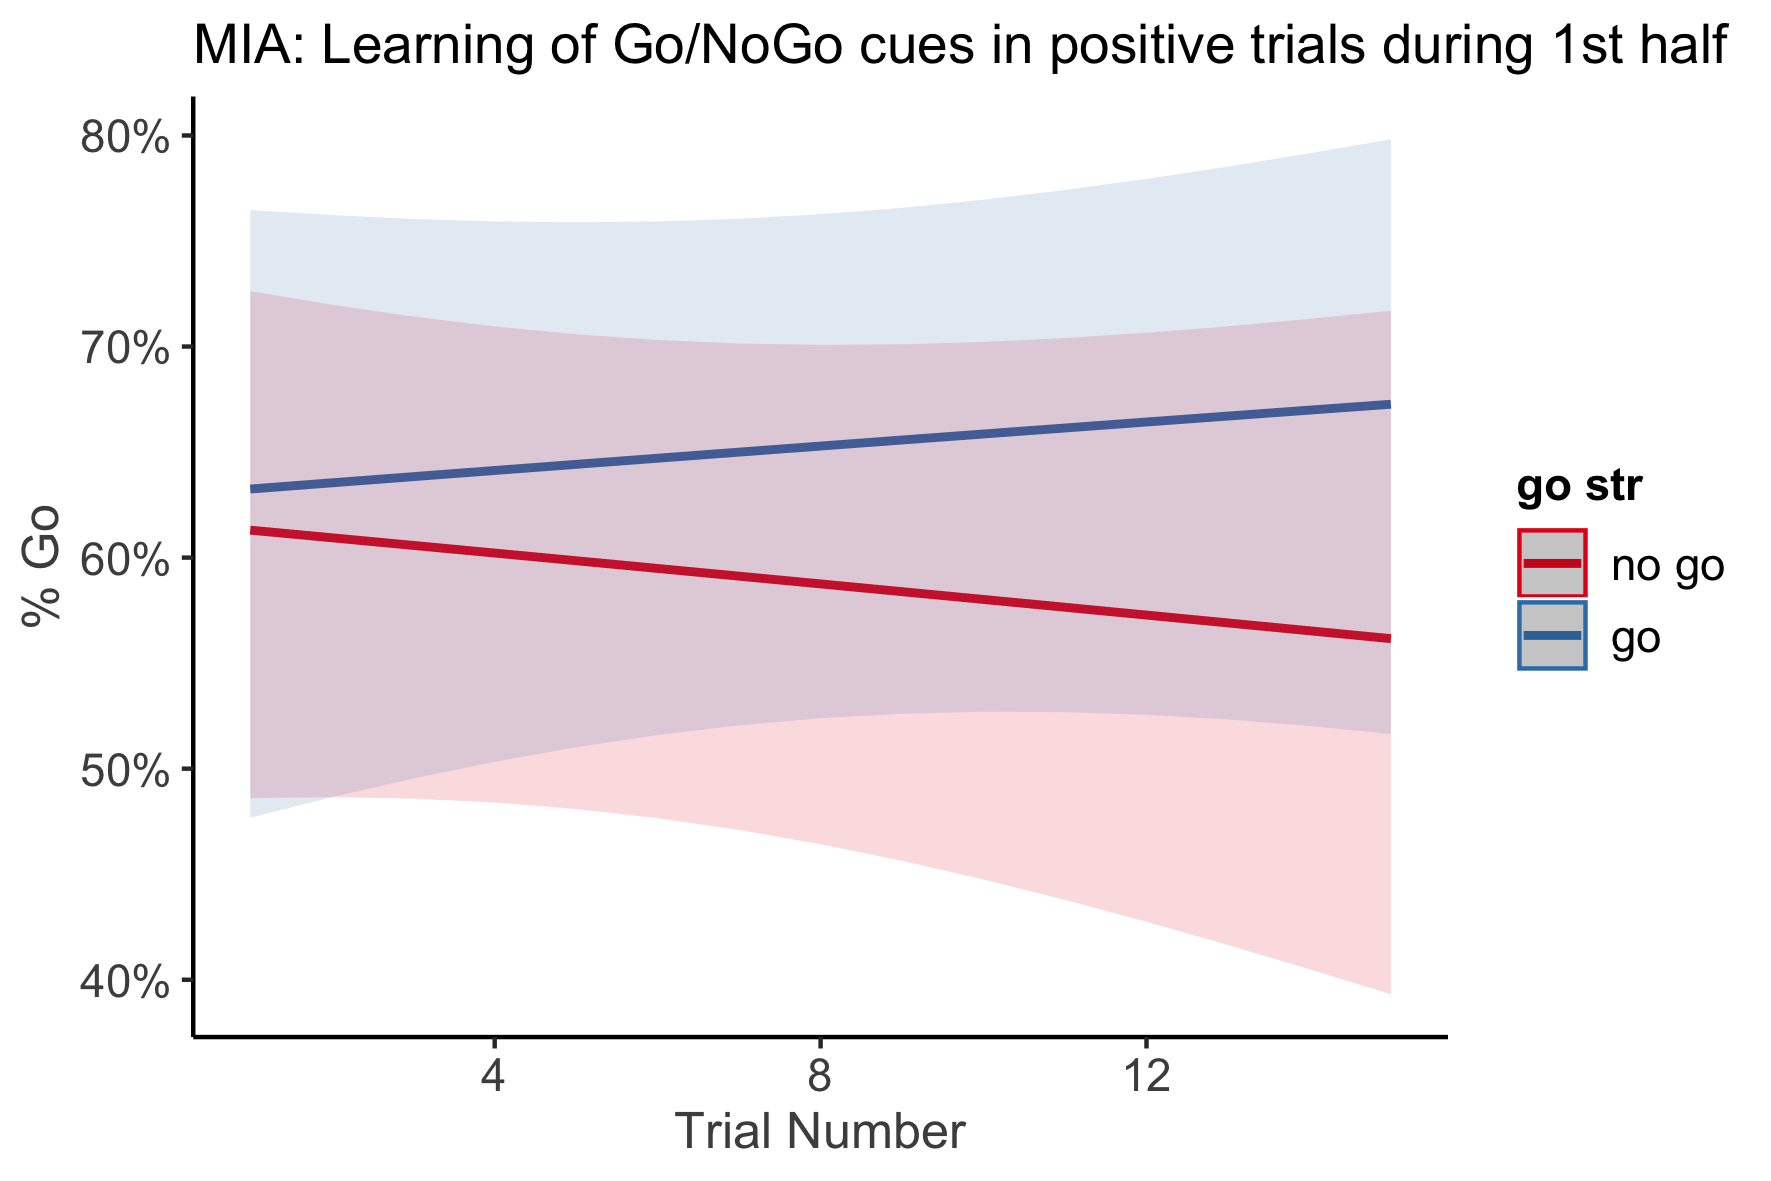 MIA: Learning of Go/NoGo cues in positive trials during 1st half
80%
70%
60%
50%
40%
% Go
4
8
12
Trial Number
go str
no go
go